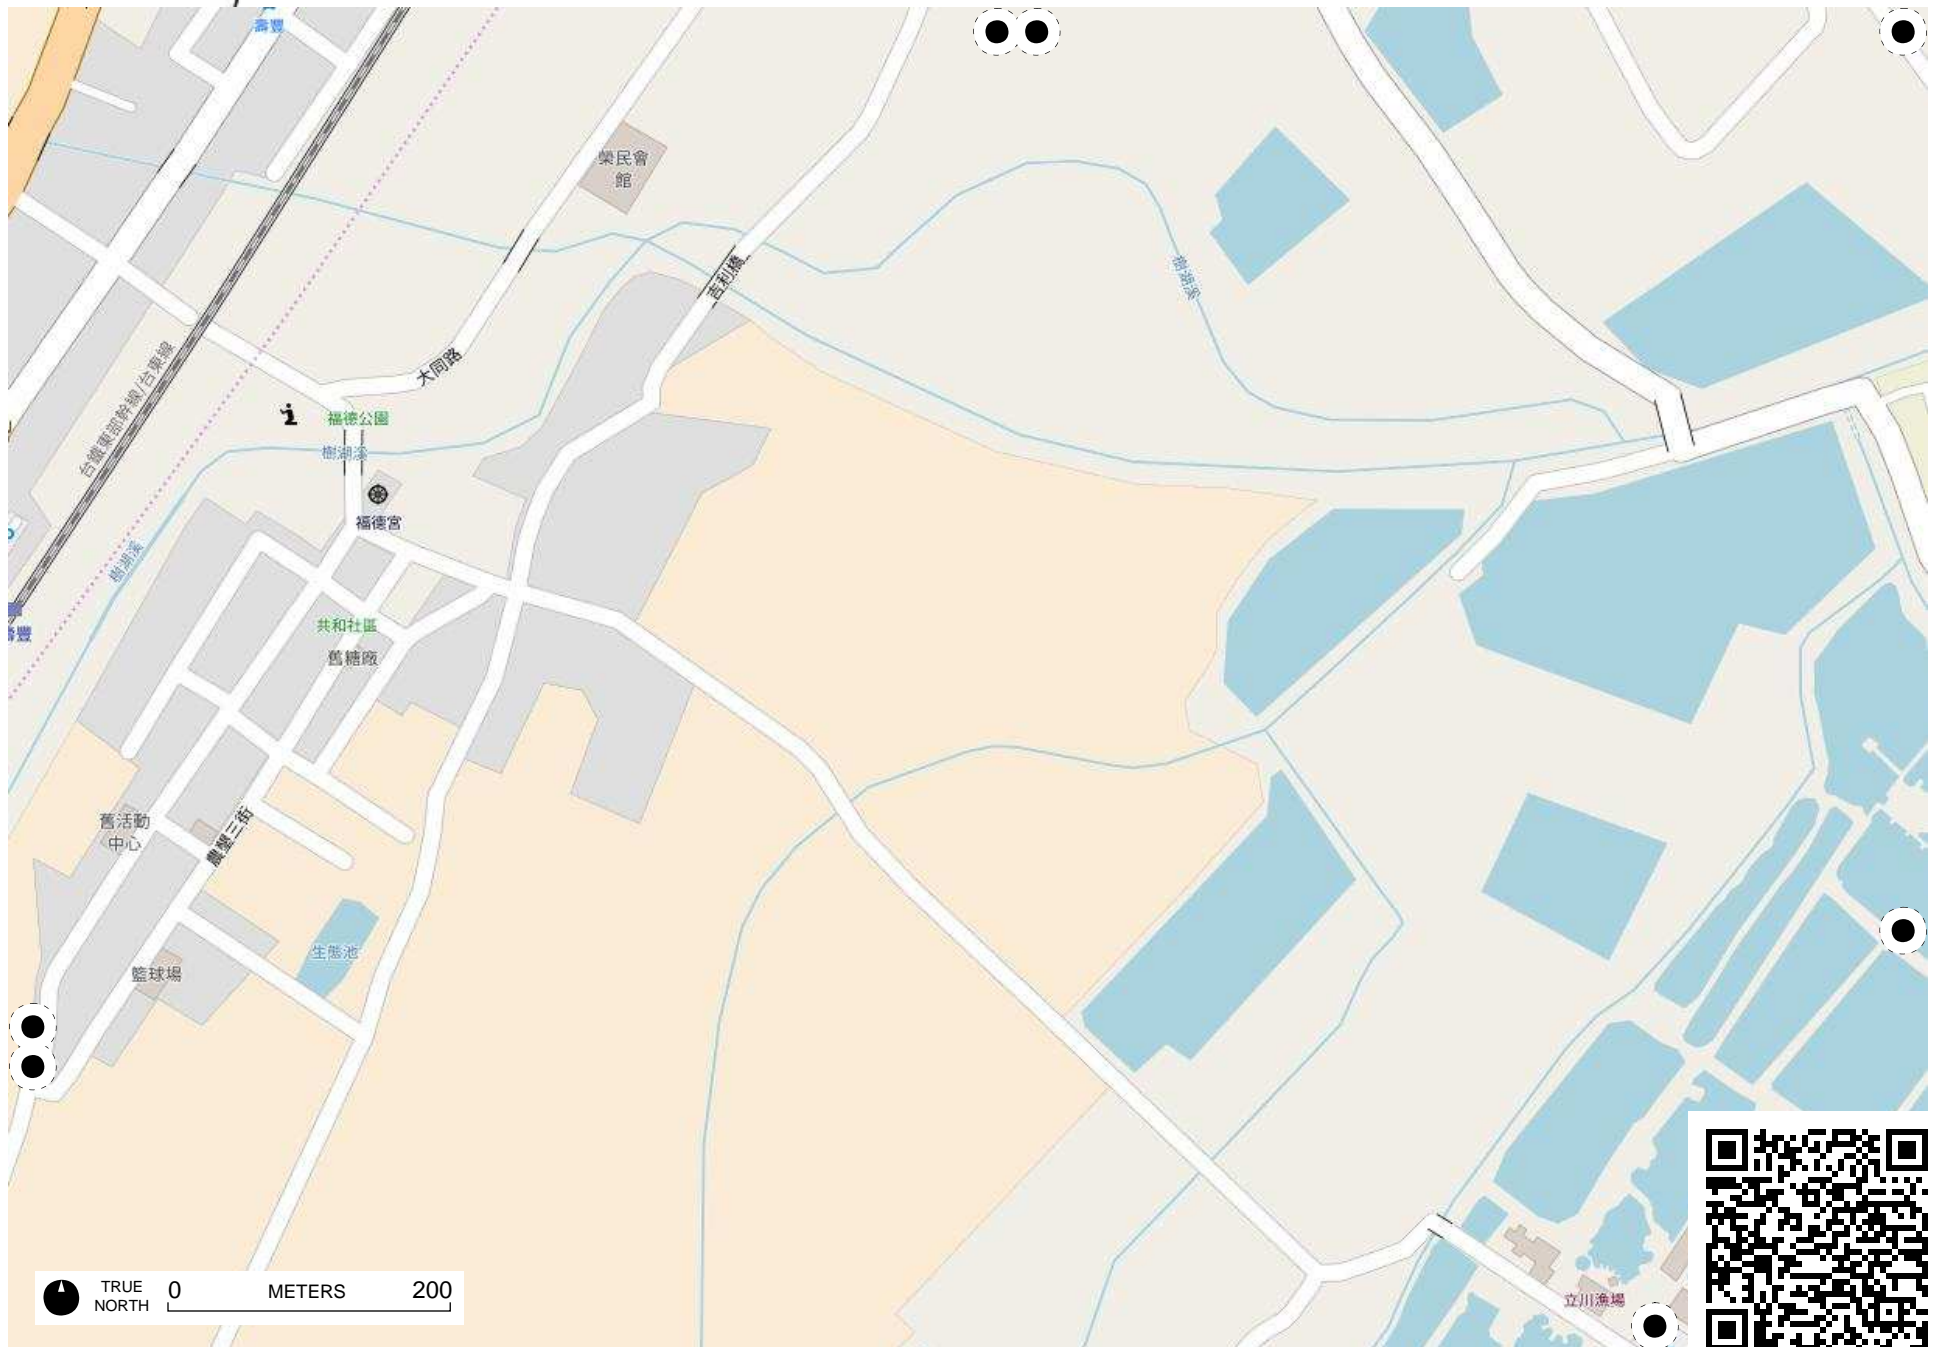 壽豐
榮民會
館
吉利橋
樹湖溪
大同路
台鐵東部幹線/台東線
福德公園
樹湖溪
福德宮
樹湖溪
共和社區
壽豐
舊糖廠
舊活動
中心
農墾三街
生態池
籃球場
TRUE
NORTH
0 METERS 200
立川漁場